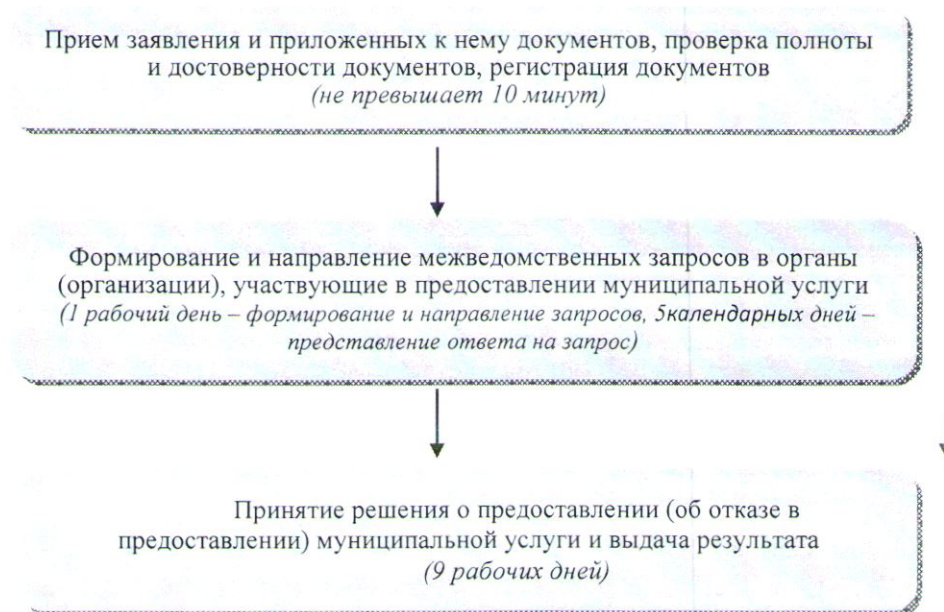 Прием заявления и приложенных к нему документов, проверка полноты
и достоверности документов, регистрация документов
(не превышает 10 минут)
Формирование и направление межведомственных запросов в органы
(организации), участвующие в предоставлении муниципальной услуги
(1 рабочий день – формирование и направление запросов, 5календарных дней –
представление ответа на запрос)
Принятие решения о предоставлении (об отказе в
предоставлении) муниципальной услуги и выдача результата
(9 рабочих дней)